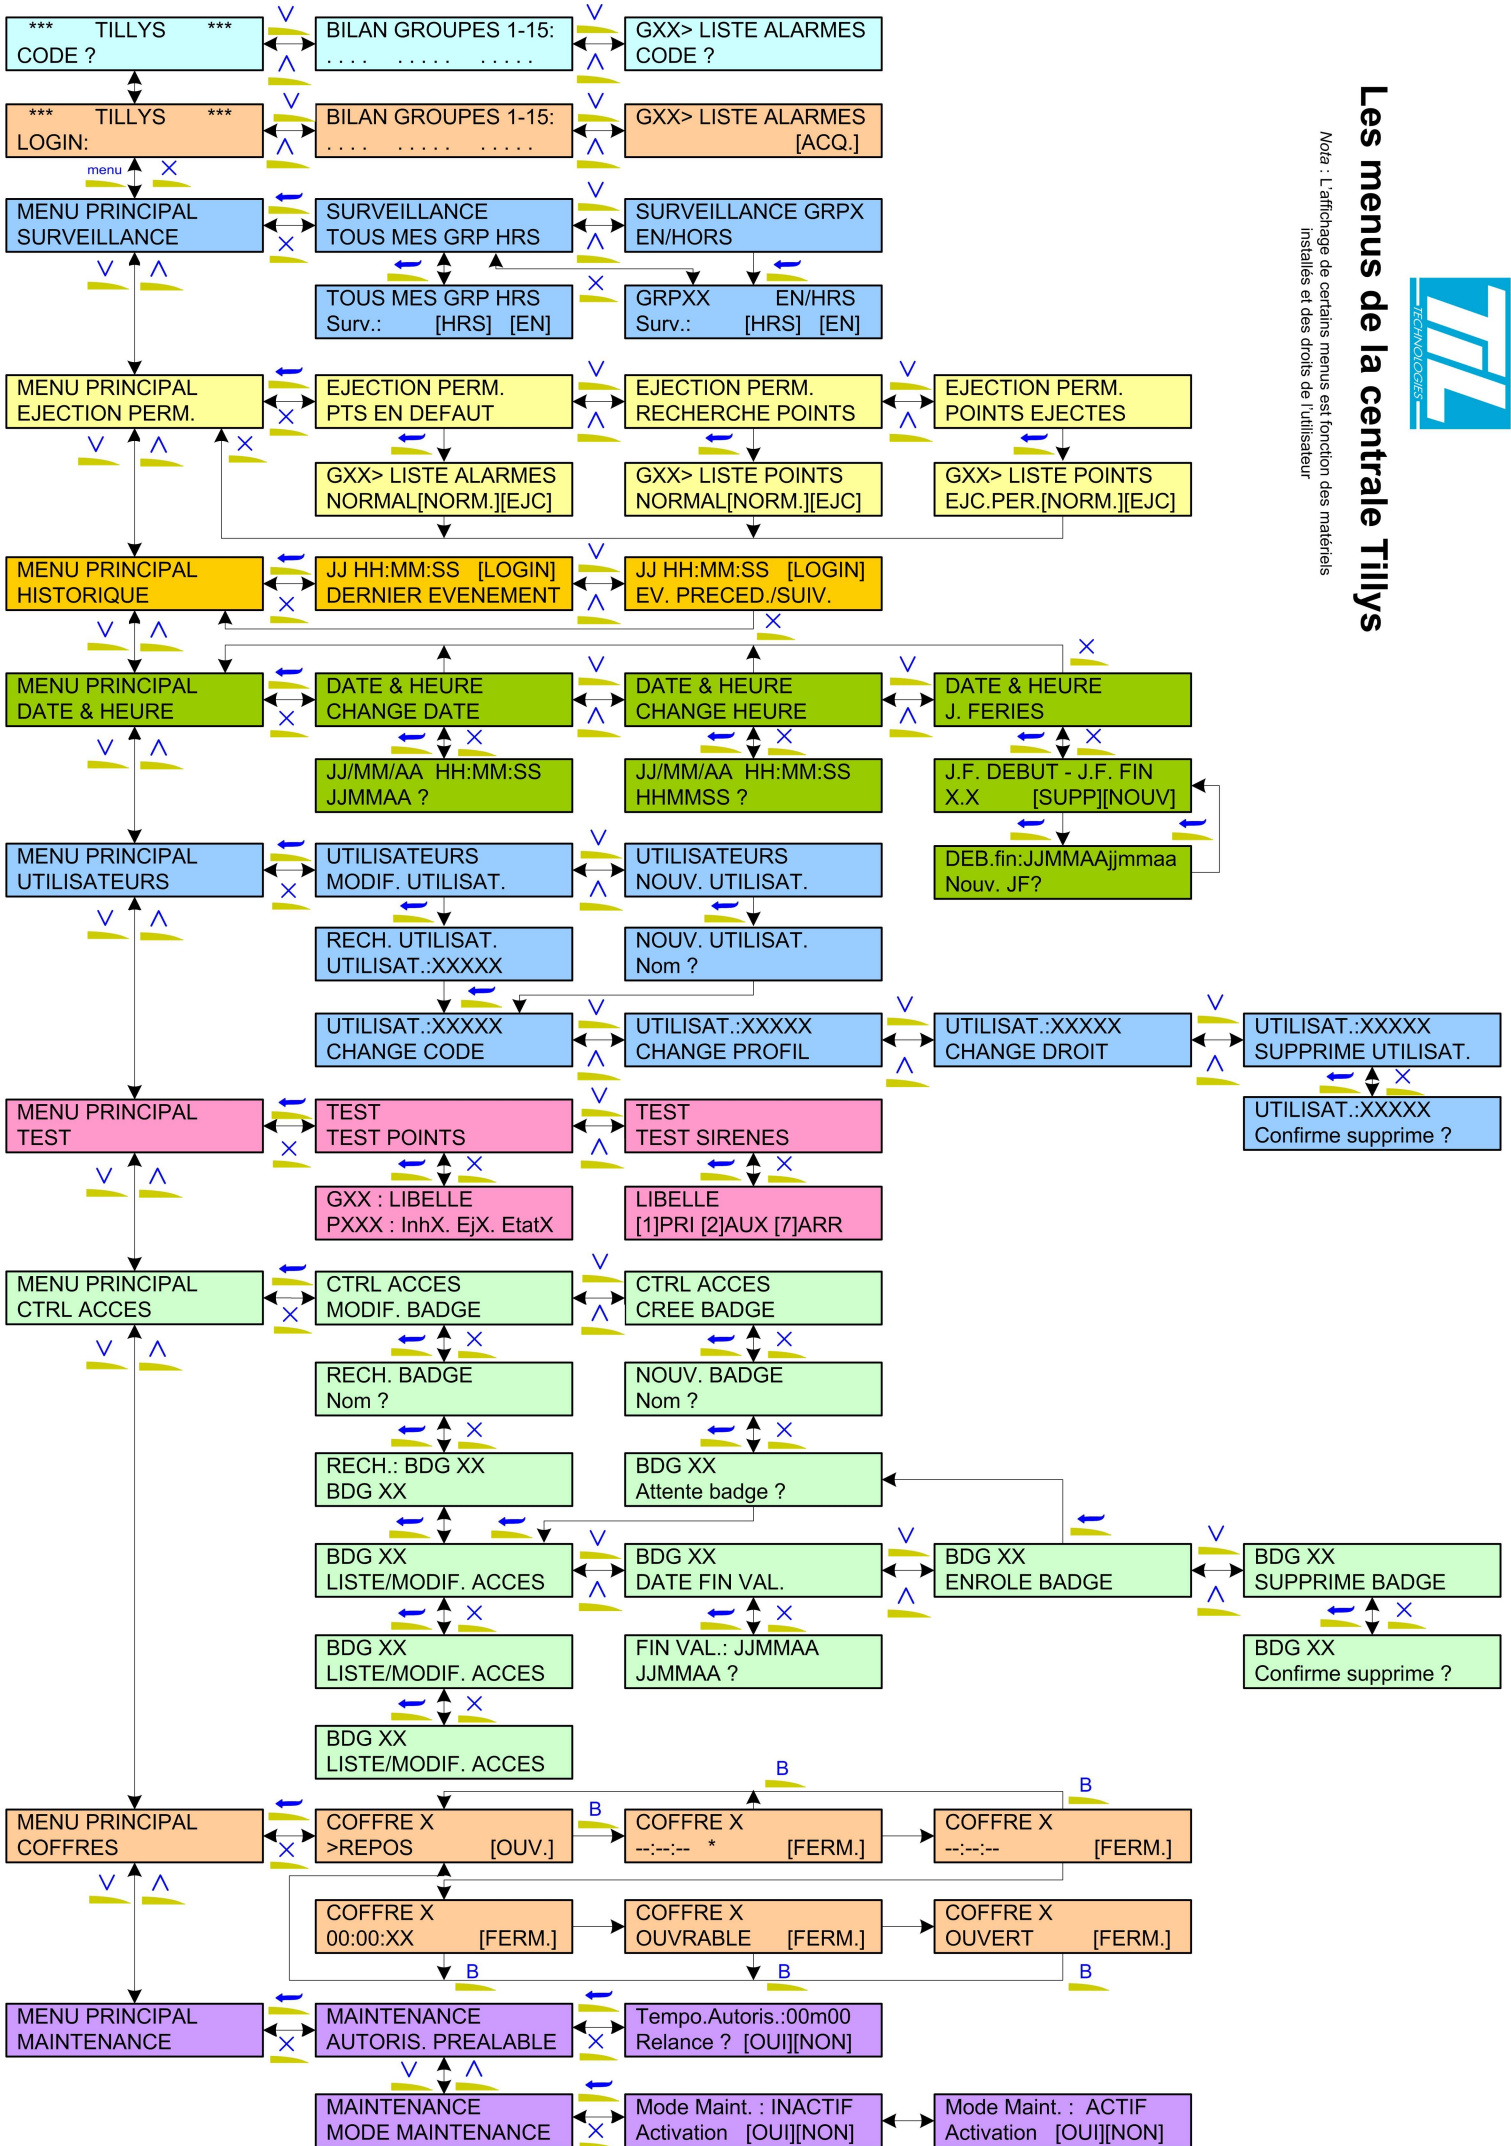 Les menus de la centrale Tillys
Nota : L'affichage de certains menus est fonction des matériels
installés et des droits de l'utilisateur
TIL
TECHNOLOGIES
*** TILLYS ***
CODE ?
BILAN GROUPES 1-15:
. . . . . . . . . . . . . .
GXX> LISTE ALARMES
CODE ?
*** TILLYS ***
LOGIN:
BILAN GROUPES 1-15:
. . . . . . . . . . . . . .
GXX> LISTE ALARMES
[ACQ.]
menu
MENU PRINCIPAL
SURVEILLANCE
SURVEILLANCE
TOUS MES GRP HRS
SURVEILLANCE GRPX
EN/HORS
TOUS MES GRP HRS
Surv.: [HRS] [EN]
GRPXX EN/HRS
Surv.: [HRS] [EN]
MENU PRINCIPAL
EJECTION PERM.
EJECTION PERM.
PTS EN DEFAUT
EJECTION PERM.
RECHERCHE POINTS
EJECTION PERM.
POINTS EJECTES
GXX> LISTE ALARMES
NORMAL[NORM.][EJC]
GXX> LISTE POINTS
NORMAL[NORM.][EJC]
GXX> LISTE POINTS
EJC.PER.[NORM.][EJC]
MENU PRINCIPAL
HISTORIQUE
JJ HH:MM:SS [LOGIN]
DERNIER EVENEMENT
JJ HH:MM:SS [LOGIN]
EV. PRECED./SUIV.
MENU PRINCIPAL
DATE & HEURE
DATE & HEURE
CHANGE DATE
DATE & HEURE
CHANGE HEURE
DATE & HEURE
J. FERIES
JJ/MM/AA HH:MM:SS
JJMMAA ?
JJ/MM/AA HH:MM:SS
HHMMSS ?
J.F. DEBUT - J.F. FIN
X.X [SUPP][NOUV]
DEB.fin:JJMMAAjjmmaa
Nouv. JF?
MENU PRINCIPAL
UTILISATEURS
UTILISATEURS
MODIF. UTILISAT.
UTILISATEURS
NOUV. UTILISAT.
RECH. UTILISAT.
UTILISAT.:XXXXX
NOUV. UTILISAT.
Nom ?
UTILISAT.:XXXXX
CHANGE CODE
UTILISAT.:XXXXX
CHANGE PROFIL
UTILISAT.:XXXXX
CHANGE DROIT
UTILISAT.:XXXXX
SUPPRIME UTILISAT.
UTILISAT.:XXXXX
Confirme supprime ?
MENU PRINCIPAL
TEST
TEST
TEST POINTS
TEST
TEST SIRENES
GXX : LIBELLE
PXXX : InhX. EjX. EtatX
LIBELLE
[1]PRI [2]AUX [7]ARR
MENU PRINCIPAL
CTRL ACCES
CTRL ACCES
MODIF. BADGE
CTRL ACCES
CREE BADGE
RECH. BADGE
Nom ?
NOUV. BADGE
Nom ?
RECH.: BDG XX
BDG XX
BDG XX
Attente badge ?
BDG XX
LISTE/MODIF. ACCES
BDG XX
DATE FIN VAL.
BDG XX
ENROLE BADGE
BDG XX
SUPPRIME BADGE
BDG XX
LISTE/MODIF. ACCES
FIN VAL.: JJMMAA
JJMMAA ?
BDG XX
Confirme supprime ?
BDG XX
LISTE/MODIF. ACCES
B
B
MENU PRINCIPAL
COFFRES
COFFRE X
>REPOS [OUV.]
B
COFFRE X
--:--:-- * [FERM.]
COFFRE X
--:--:-- [FERM.]
COFFRE X
00:00:XX [FERM.]
COFFRE X
OUVRABLE [FERM.]
COFFRE X
OUVERT [FERM.]
B
B
B
MENU PRINCIPAL
MAINTENANCE
MAINTENANCE
AUTORIS. PREALABLE
Tempo.Autoris.:00m00
Relance ? [OUI][NON]
MAINTENANCE
MODE MAINTENANCE
Mode Maint. : INACTIF
Activation [OUI][NON]
Mode Maint. : ACTIF
Activation [OUI][NON]